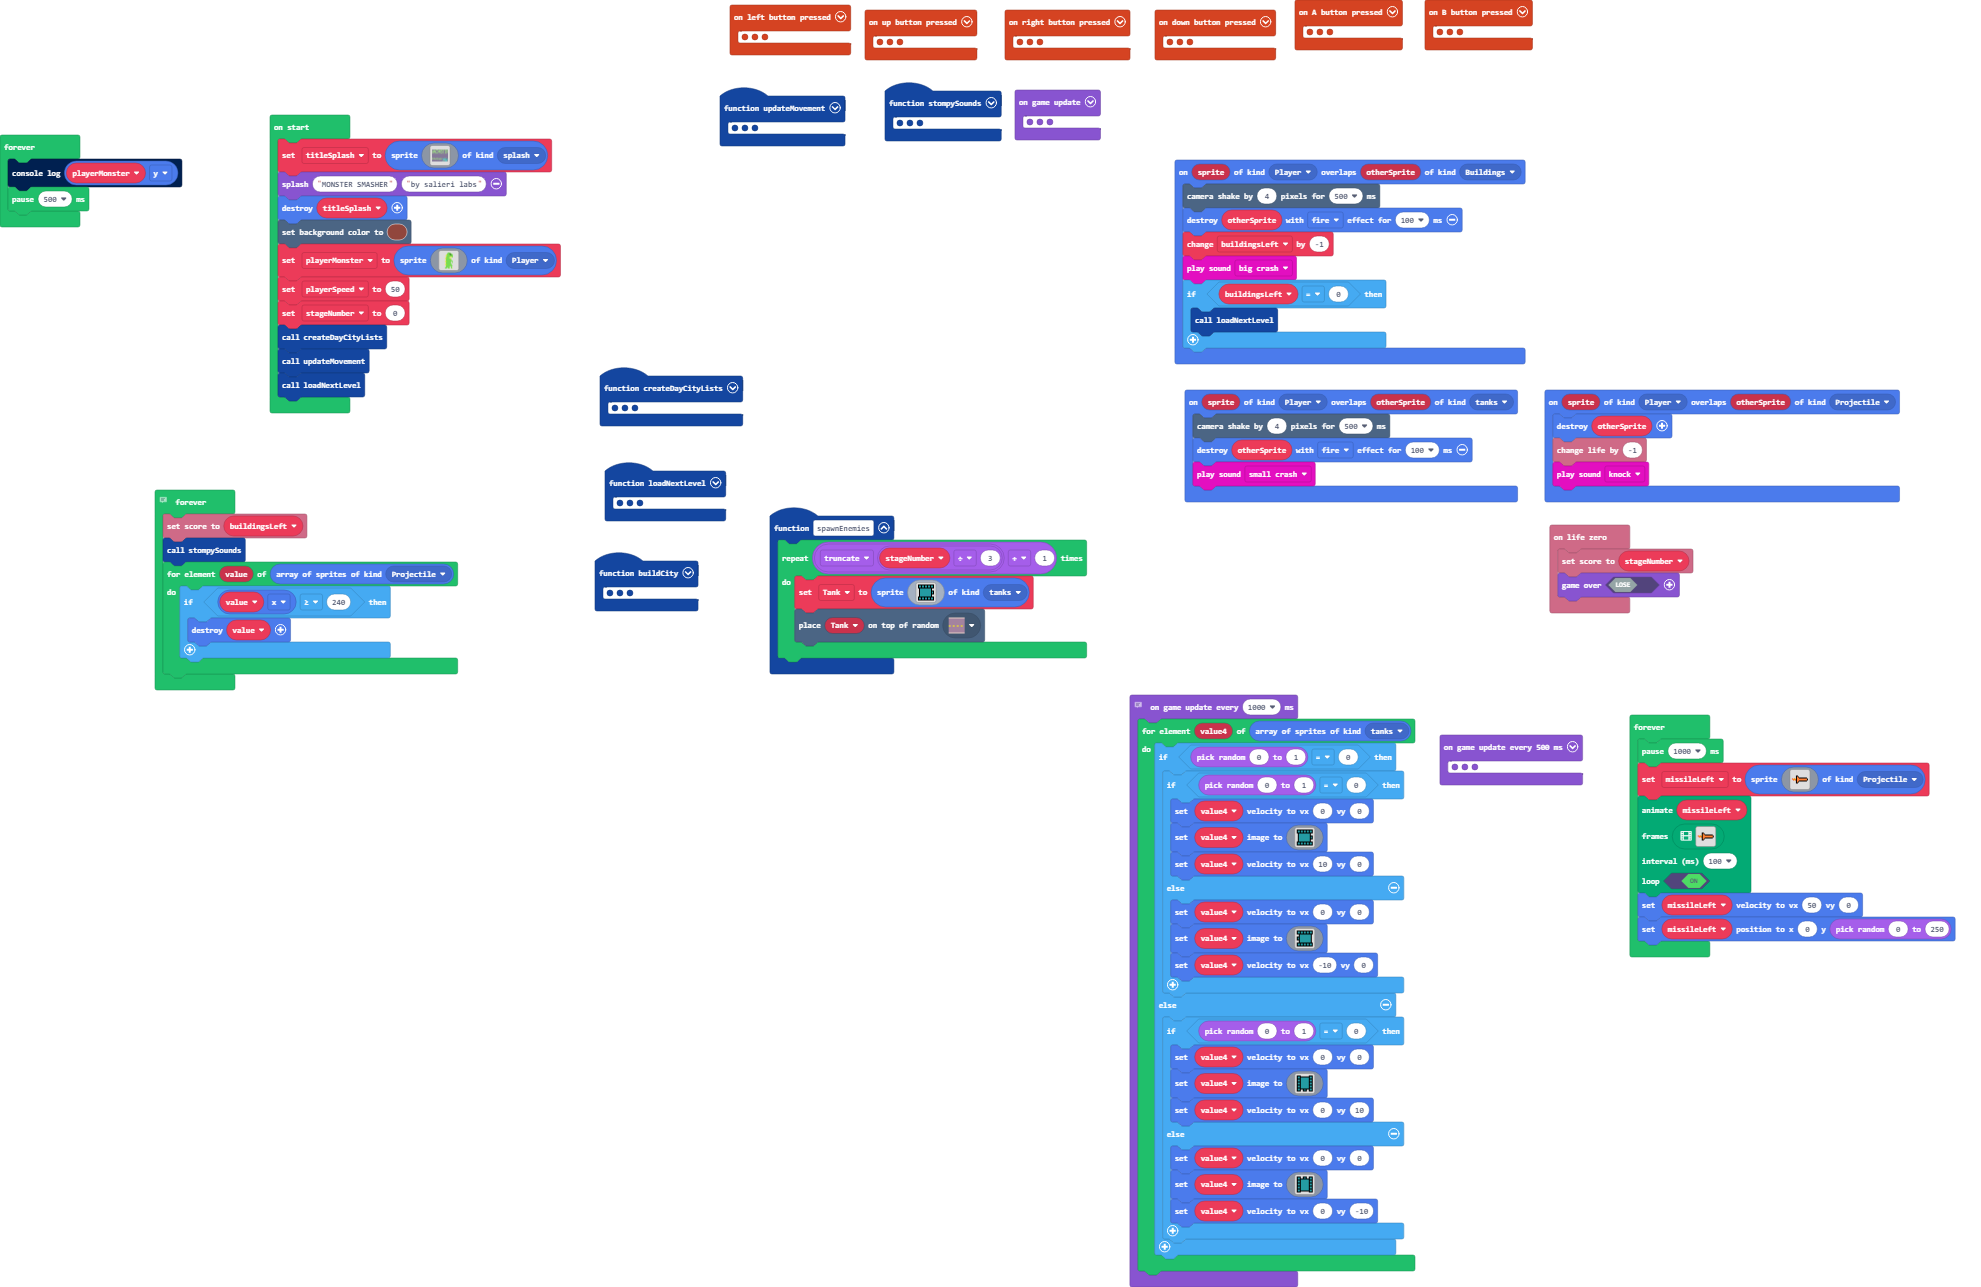 on left button pressed
on up button pressed
on right button pressed
on down button pressed
on A button pressed
on B button pressed
function updateMovement
function stompySounds
on game update
forever
console log playerMonster y
pause 500 ms
on start
set titleSplash to sprite of kind splash
splash "MONSTER SMASHER" "by salieri labs"
destroy titleSplash
set background color to
set playerMonster to sprite of kind Player
set playerSpeed to 50
set stageNumber to 0
call createDayCityLists
call updateMovement
call loadNextLevel
on sprite of kind Player overlaps otherSprite of kind Buildings
camera shake by 4 pixels for 500 ms
destroy otherSprite with fire effect for 100 ms
change buildingsLeft by -1
play sound big crash
if buildingsLeft = 0 then
call loadNextLevel
function createDayCityLists
on sprite of kind Player overlaps otherSprite of kind tanks
camera shake by 4 pixels for 500 ms
destroy otherSprite with fire effect for 100 ms
play sound small crash
on sprite of kind Player overlaps otherSprite of kind Projectile
destroy otherSprite
change life by -1
play sound knock
function loadNextLevel
forever
set score to buildingsLeft
call stompySounds
for element value of array of sprites of kind Projectile
do
if value x ≥ 240 then
destroy value
function buildCity
function spawnEnemies
repeat truncate stageNumber ÷ 3 ÷ 1 times
do
set Tank to sprite of kind tanks
place Tank on top of random
on life zero
set score to stageNumber
game over LOSE
on game update every 1000 ms
for element value4 of array of sprites of kind tanks
do
if pick random 0 to 1 = 0 then
if pick random 0 to 1 = 0 then
set value4 velocity to vx 0 vy 0
set value4 image to
set value4 velocity to vx 10 vy 0
else
set value4 velocity to vx 0 vy 0
set value4 image to
set value4 velocity to vx -10 vy 0
else
if pick random 0 to 1 = 0 then
set value4 velocity to vx 0 vy 0
set value4 image to
set value4 velocity to vx 0 vy 10
else
set value4 velocity to vx 0 vy 0
set value4 image to
set value4 velocity to vx 0 vy -10
on game update every 500 ms
forever
pause 1000 ms
set missileLeft to sprite of kind Projectile
animate missileLeft
frames
interval (ms) 100
loop ON
set missileLeft velocity to vx 50 vy 0
set missileLeft position to x 0 y pick random 0 to 250